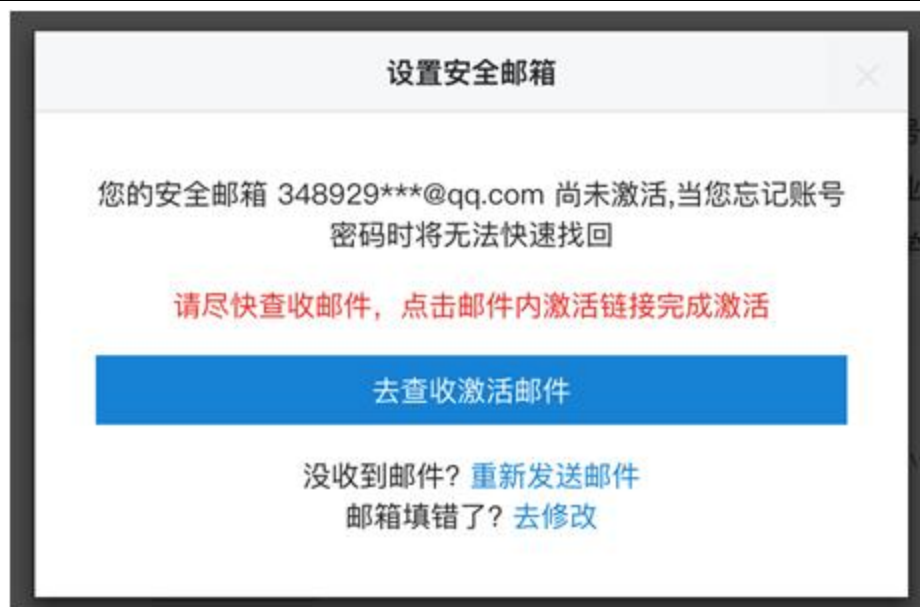 设置安全邮箱
您的安全邮箱 348929***@qq.com 尚未激活,当您忘记账号
密码时将无法快速找回
请尽快查收邮件，点击邮件内激活链接完成激活
去查收激活邮件
没收到邮件? 重新发送邮件
邮箱填错了? 去修改